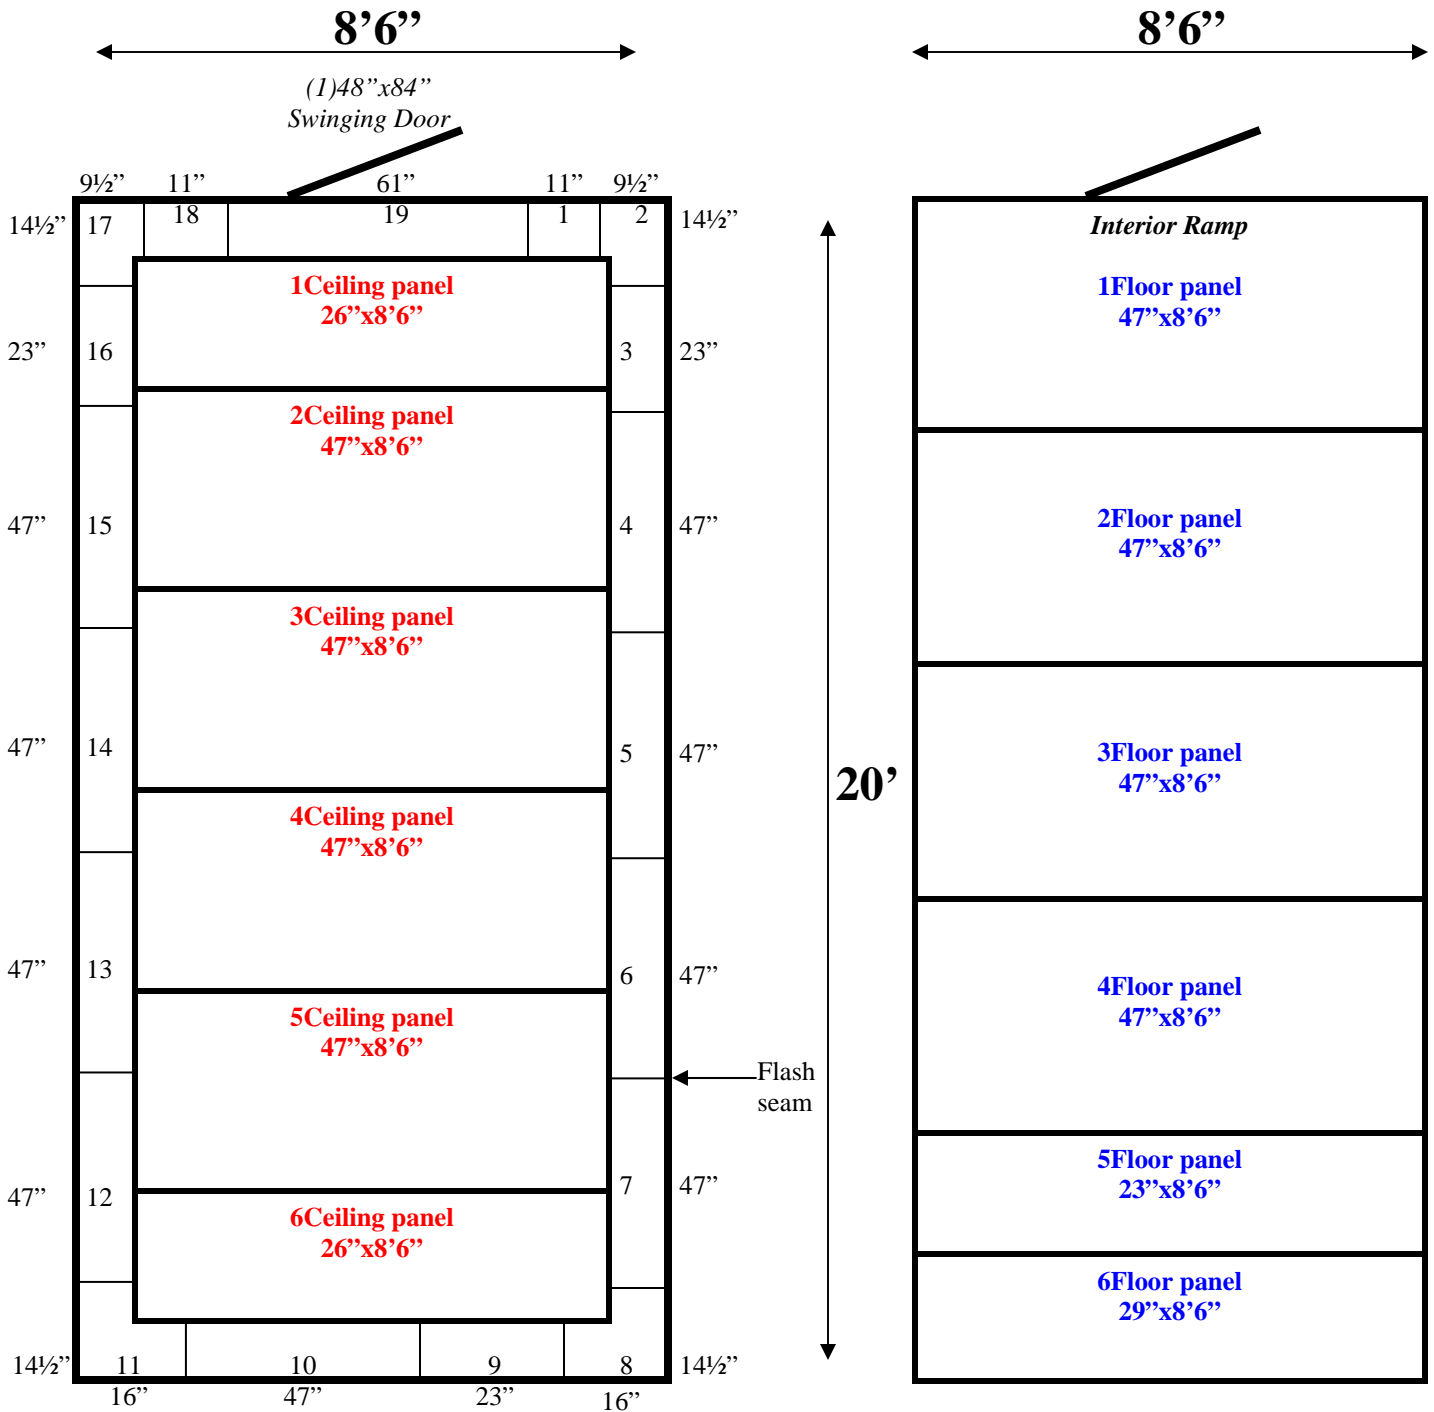 8’6”
8’6”
(1)48”x84”
Swinging Door
9½” 11” 61” 11” 9½”
14½” 17 18 19 1 2 14½”
Interior Ramp
1Ceiling panel
26”x8’6”
1Floor panel
47”x8’6”
23” 16 3 23”
2Ceiling panel
47”x8’6”
47” 15 4 47”
2Floor panel
47”x8’6”
3Ceiling panel
47”x8’6”
47” 14 5 47”
3Floor panel
47”x8’6”
20’
4Ceiling panel
47”x8’6”
47” 13 6 47”
4Floor panel
47”x8’6”
5Ceiling panel
47”x8’6”
Flash
seam
47” 12 7 47”
5Floor panel
23”x8’6”
6Ceiling panel
26”x8’6”
6Floor panel
29”x8’6”
14½” 11 10 9 8 14½”
16” 47” 23” 16”